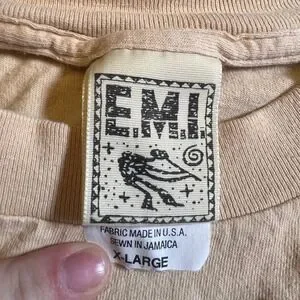 E.M.I.
FABRIC MADE IN U.S.A.
SEWN IN JAMAICA
X-LARGE